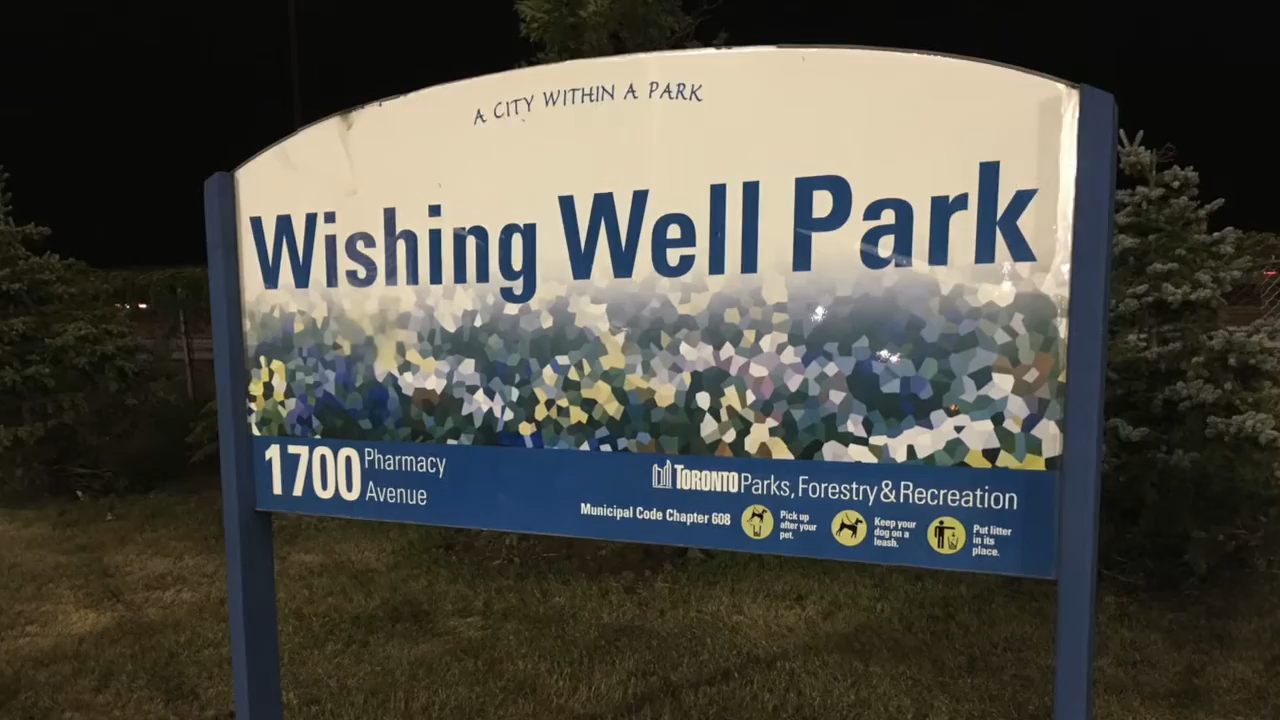 A CITY WITHIN A PARK
Wishing Well Park
1700 Pharmacy
Avenue
TORONTO Parks, Forestry & Recreation
Municipal Code Chapter 608
Pick up
after your
pet.
Keep your
dog on a
leash.
Put litter
in its
place.